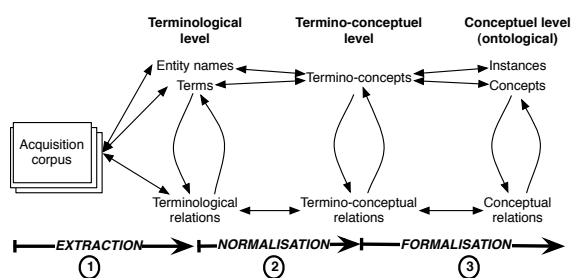 Terminological
level
Termino-conceptuel
level
Conceptuel level
(ontological)
Entity names
Terms
Termino-concepts
Instances
Concepts
Acquisition
corpus
Terminological
relations
Termino-conceptual
relations
Conceptual
relations
EXTRACTION
NORMALISATION
FORMALISATION
1
2
3